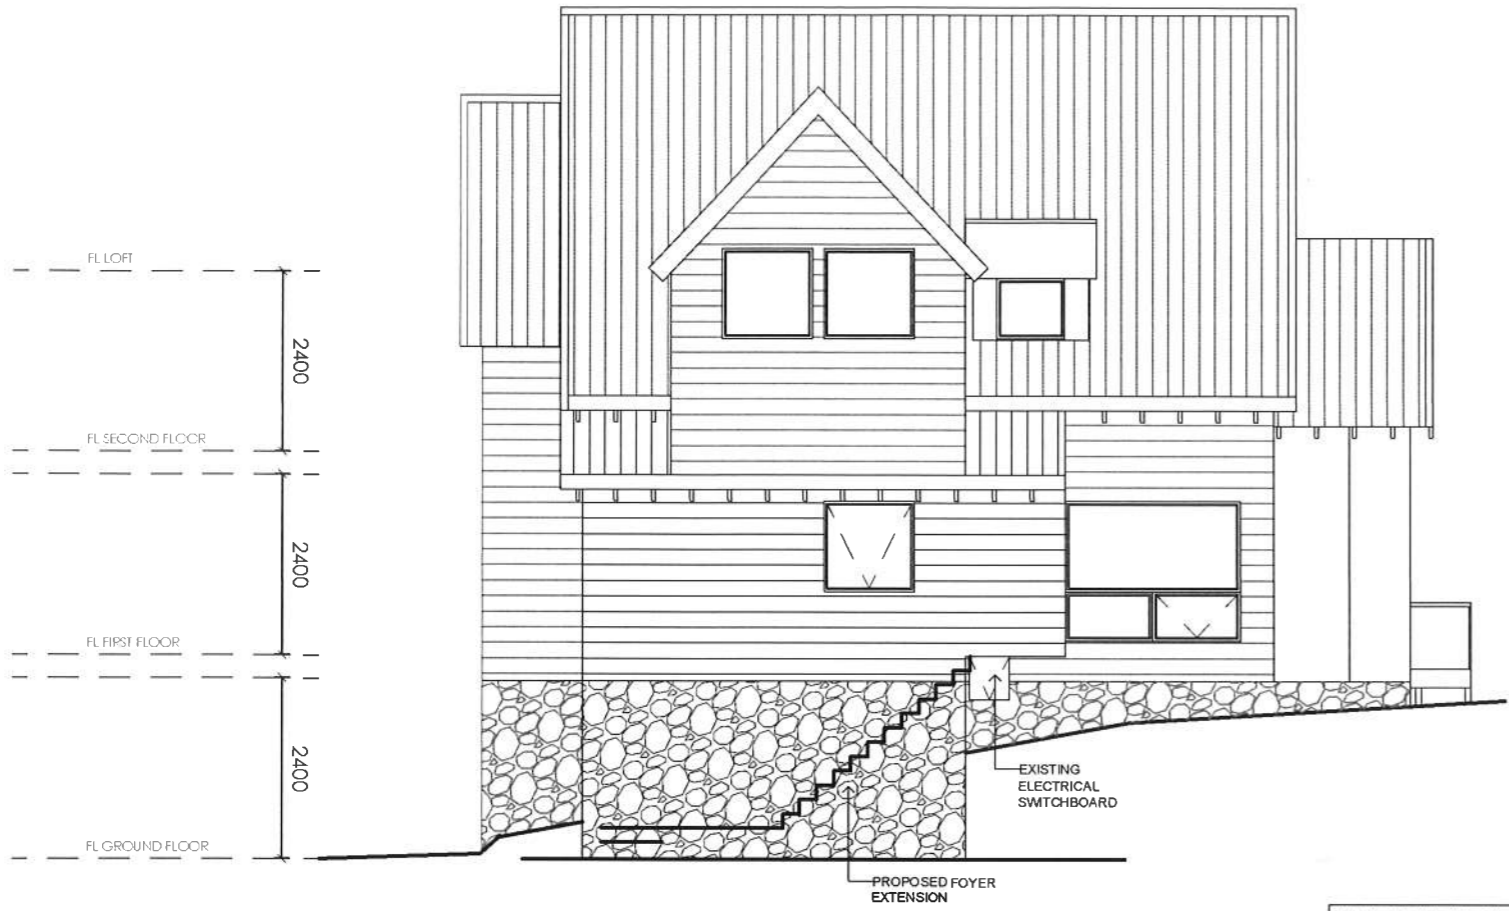 FL LOFT
2400
FL SECOND FLOOR
2400
FL FIRST FLOOR
2400
FL GROUND FLOOR
EXISTING
ELECTRICAL
SWITCHBOARD
PROPOSED FOYER
EXTENSION